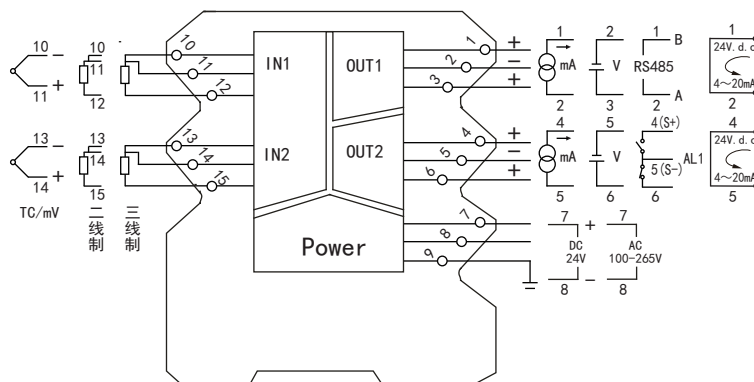 10 −
11 +
13 −
14 +
TC/mV
10
11
12
13
14
15
二线制
三线制
10
11
12
13
14
15
IN1
IN2
OUT1
OUT2
Power
1 +
2 −
3 +
4 +
5 −
6 +
7
8
9
1
mA
2
2
V
3
1 B
RS485
2 A
1
24V.d.c
4~20mA
2
4
mA
5
5
V
6
4(S+)
AL1
5(S-)
6
4
24V.d.c
4~20mA
5
7 +
DC
24V
8 −
7
AC
100~265V
8